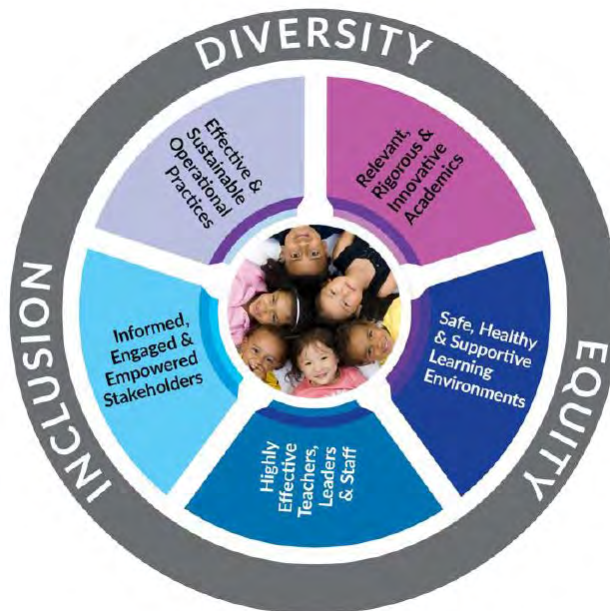 DIVERSITY
Effective &
Sustainable
Operational
Practices
Relevant,
Rigorous &
Innovative
Academics
Informed,
Engaged &
Empowered
Stakeholders
Safe, Healthy
& Supportive
Learning
Environments
Highly
Effective
Teachers,
Leaders
& Staff
INCLUSION
EQUITY